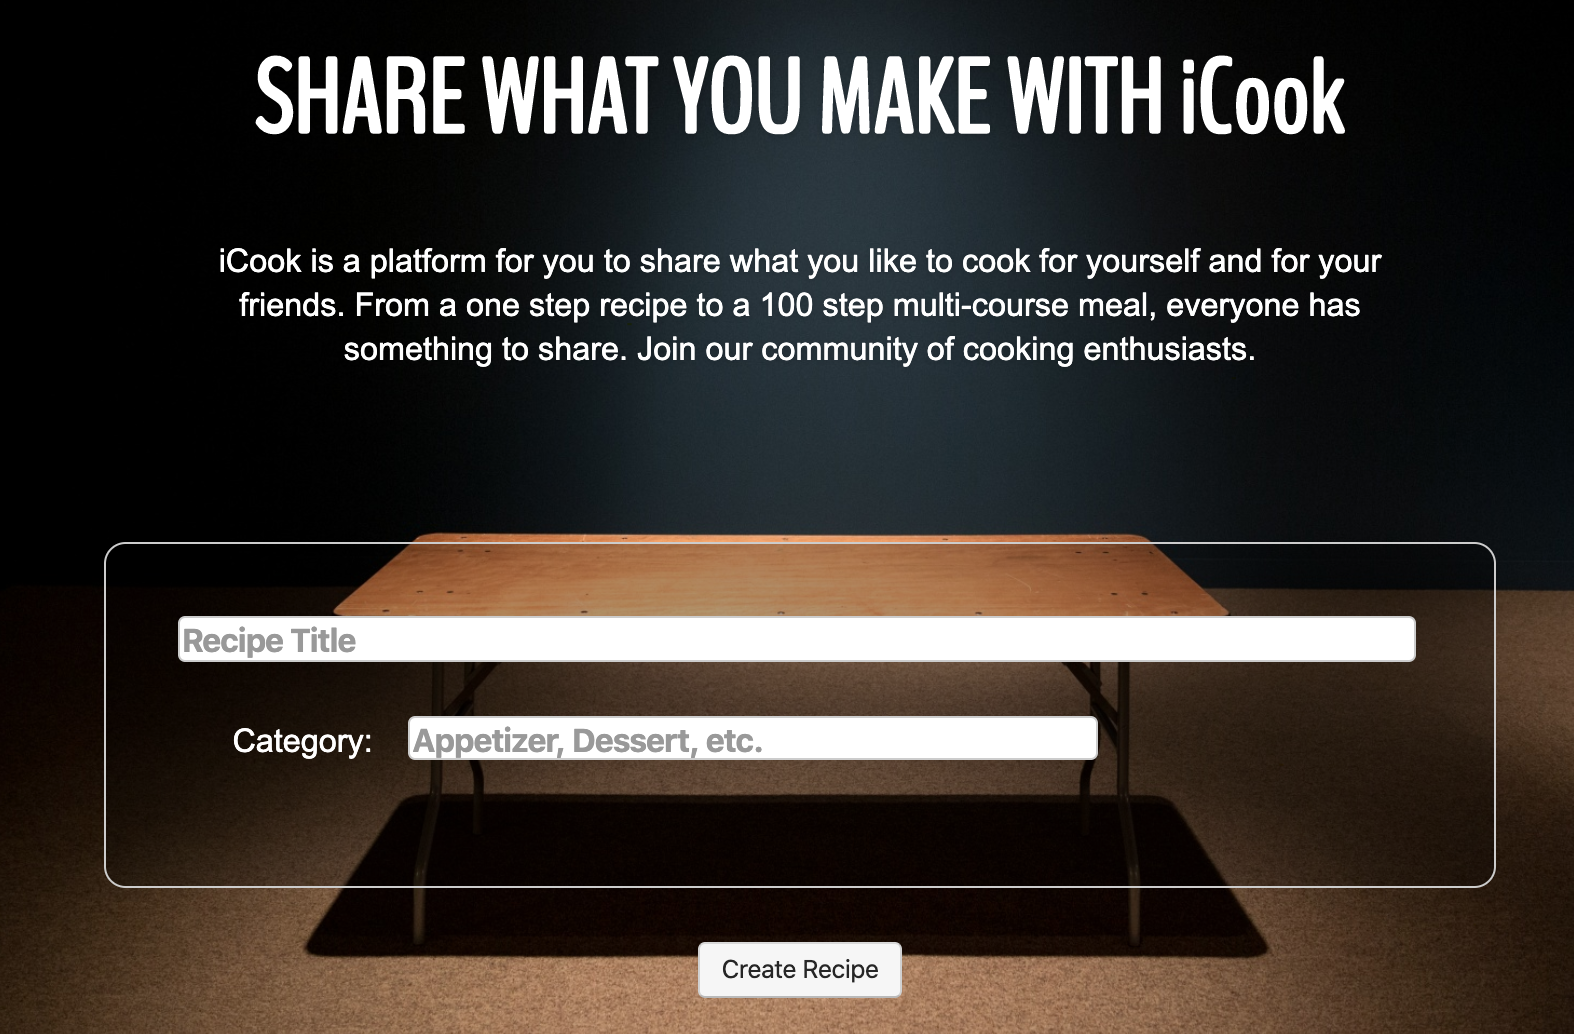 SHARE WHAT YOU MAKE WITH iCook
iCook is a platform for you to share what you like to cook for yourself and for your
friends. From a one step recipe to a 100 step multi-course meal, everyone has
something to share. Join our community of cooking enthusiasts.
Recipe Title
Category: Appetizer, Dessert, etc.
Create Recipe